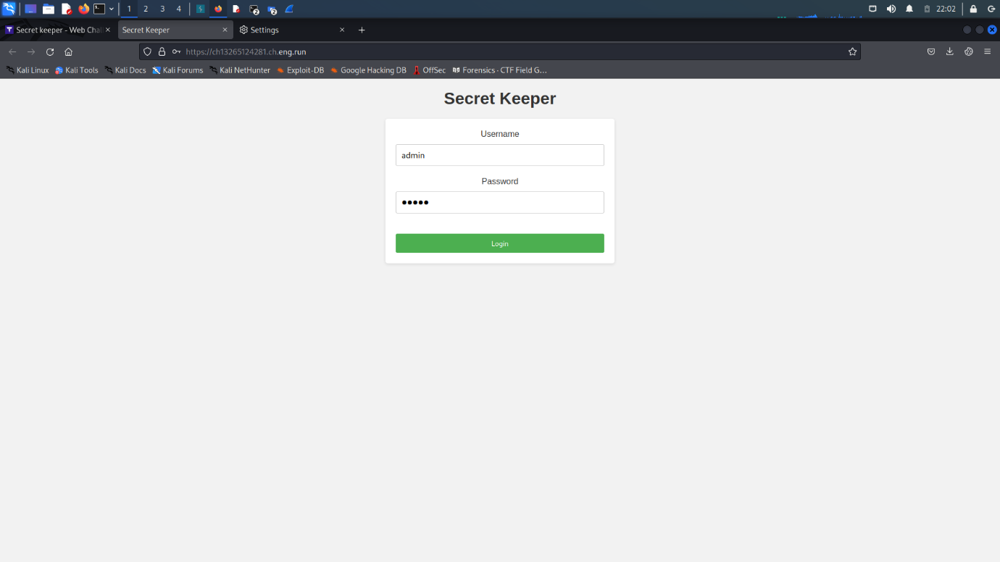 1 2 3 4 2 2 22:02
Secret keeper - Web Chal Secret Keeper Settings
https://ch13265124281.ch.eng.run
Kali Linux Kali Tools Kali Docs Kali Forums Kali NetHunter Exploit-DB Google Hacking DB OffSec Forensics · CTF Field G…
Secret Keeper
Username
admin
Password
Login